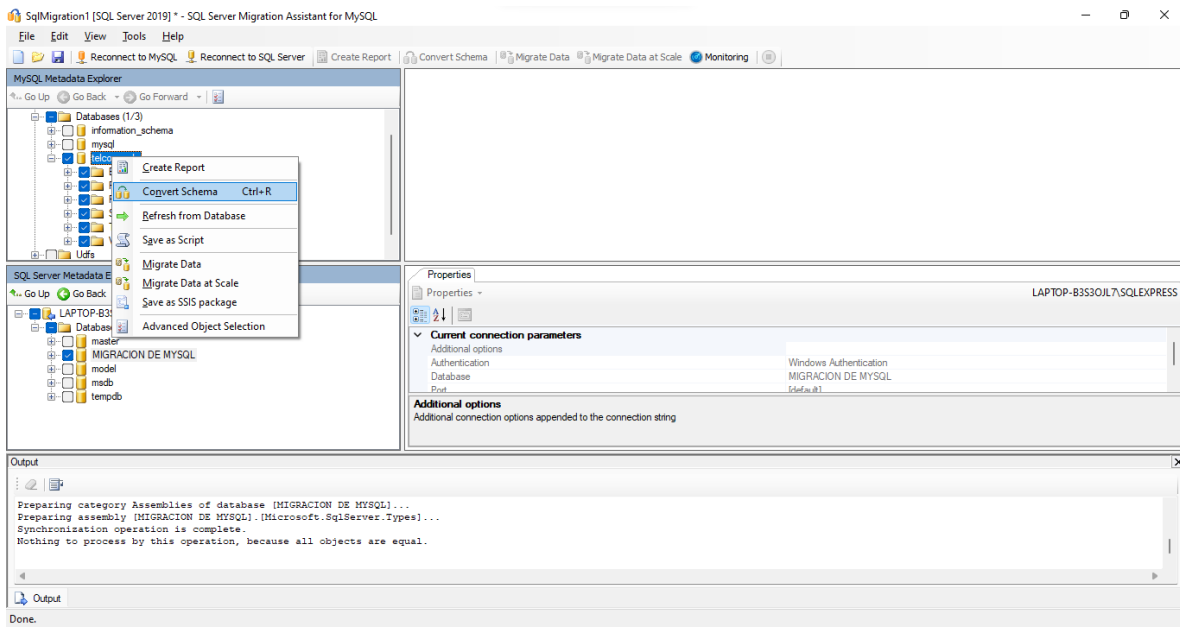 SqlMigration1 [SQL Server 2019] * - SQL Server Migration Assistant for MySQL
File Edit View Tools Help
Reconnect to MySQL Reconnect to SQL Server Create Report Convert Schema Migrate Data Migrate Data at Scale Monitoring
MySQL Metadata Explorer
Go Up Go Back Go Forward
Databases (1/3)
information_schema
mysql
Create Report
Convert Schema Ctrl+R
Refresh from Database
Save as Script
Udfs
Migrate Data
Migrate Data at Scale
Save as SSIS package
Advanced Object Selection
SQL Server Metadata E
Go Up Go Back
LAPTOP-B3S
Databas
master
MIGRACION DE MYSQL
model
msdb
tempdb
Properties
Properties
LAPTOP-B3S3OJL7\SQLEXPRESS
Current connection parameters
Additional options
Authentication Windows Authentication
Database MIGRACION DE MYSQL
Port [default]
Additional options
Additional connection options appended to the connection string
Output
Preparing category Assemblies of database [MIGRACION DE MYSQL]...
Preparing assembly [MIGRACION DE MYSQL].[Microsoft.SqlServer.Types]...
Synchronization operation is complete.
Nothing to process by this operation, because all objects are equal.
Output
Done.